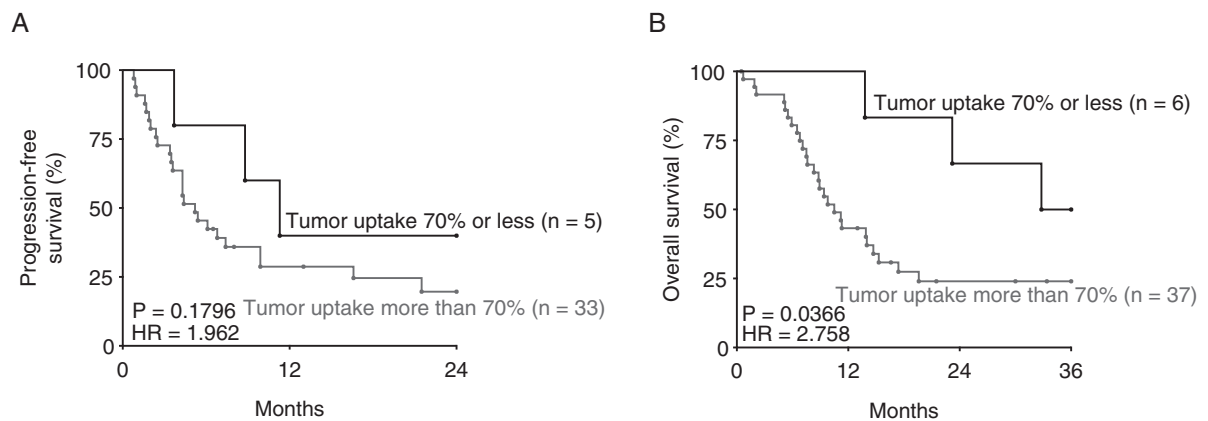 A
Progression-free
survival (%)
100
75
50
25
0
Tumor uptake 70% or less (n = 5)
Tumor uptake more than 70% (n = 33)
P = 0.1796
HR = 1.962
0
12
24
Months
B
Overall survival (%)
100
75
50
25
0
Tumor uptake 70% or less (n = 6)
Tumor uptake more than 70% (n = 37)
P = 0.0366
HR = 2.758
0
12
24
36
Months